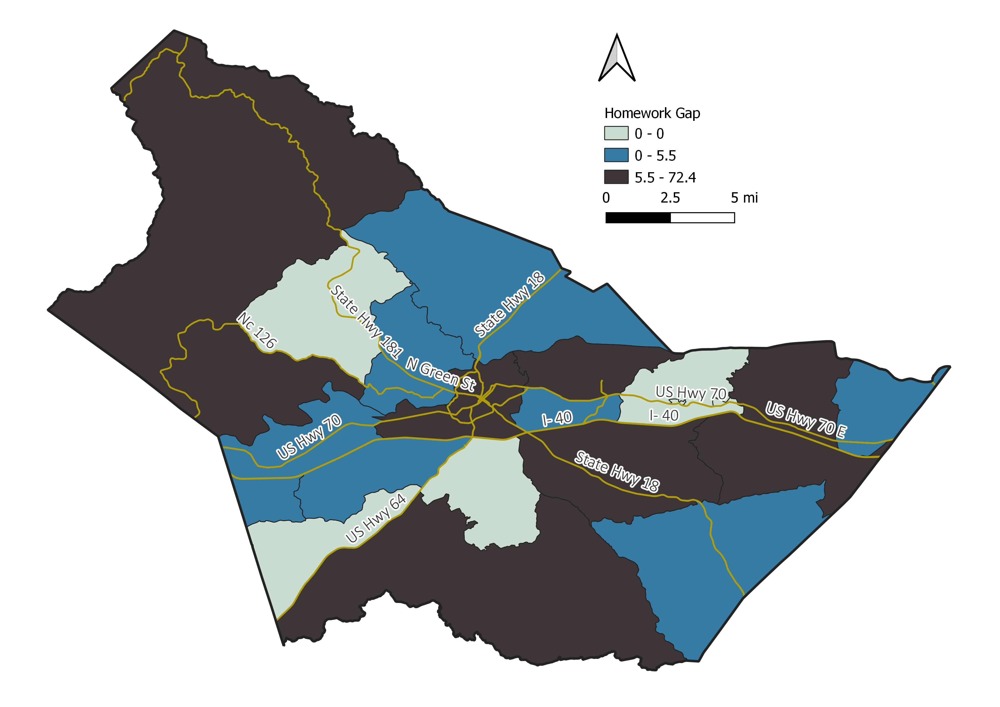 Homework Gap
0 - 0
0 - 5.5
5.5 - 72.4
0 2.5 5 mi
State Hwy 18
State Hwy 181
Nc 126
N Green St
US Hwy 70
I- 40
US Hwy 70
I- 40
US Hwy 70 E
US Hwy 64
State Hwy 18